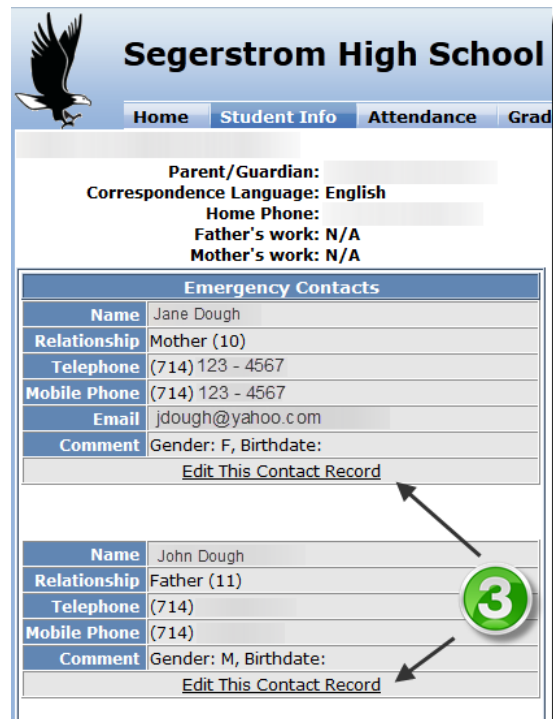 Segerstrom High School
Home Student Info Attendance Grad
Parent/Guardian:
Correspondence Language: English
Home Phone:
Father's work: N/A
Mother's work: N/A
Emergency Contacts
Name Jane Dough
Relationship Mother (10)
Telephone (714) 123 - 4567
Mobile Phone (714) 123 - 4567
Email jdough@yahoo.com
Comment Gender: F, Birthdate:
Edit This Contact Record
Name John Dough
Relationship Father (11)
3
Telephone (714)
Mobile Phone (714)
Comment Gender: M, Birthdate:
Edit This Contact Record